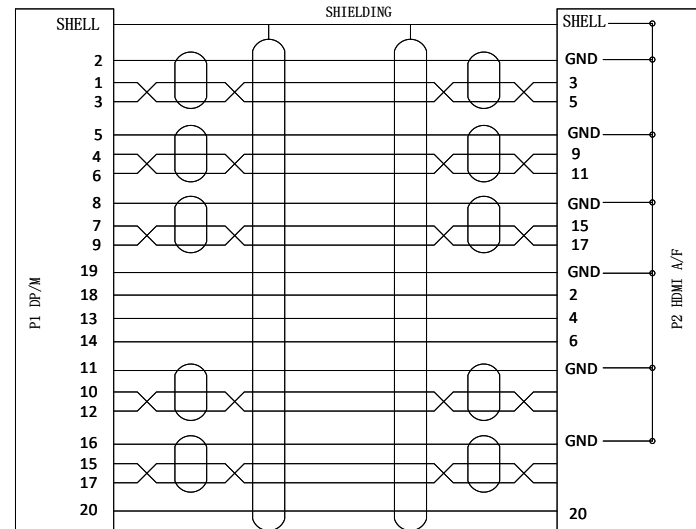 SHIELDING
SHELL SHELL
2 GND
1 3
3 5
5 GND
4 9
6 11
8 GND
7 15
9 17
19 GND
18 2
13 4
14 6
11 GND
10
12
16 GND
15
17
20 20
P1 DP/M
P2 HDMI A/F